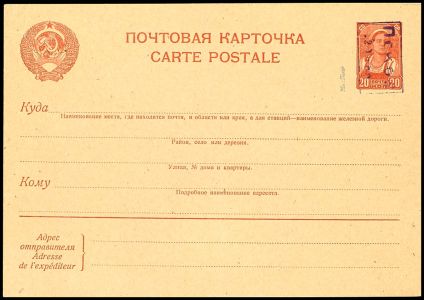 ПОЧТОВАЯ КАРТОЧКА
CARTE POSTALE
20 20
Куда
Наименование места, где находится почта, и области или края, а для станций—наименование железной дороги.
Район, село или деревня.
Улица, № дома и квартиры.
Кому
Подробное наименование адресата.
Адрес
отправителя
Adresse
de l'expéditeur